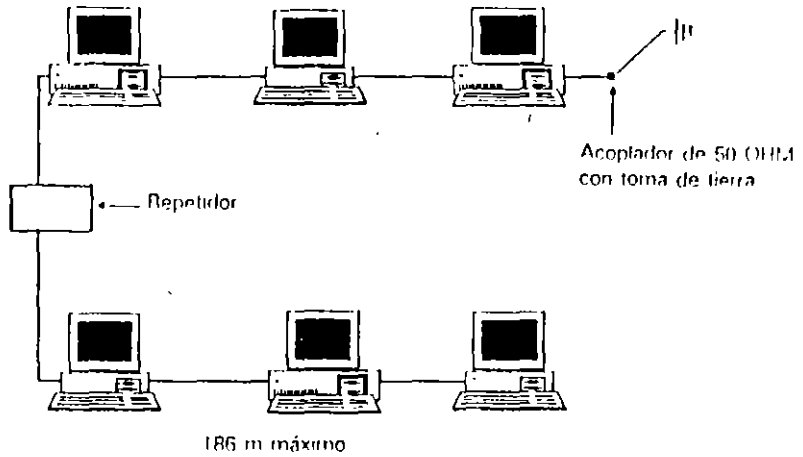 Acoplador de 50 OHM
con toma de tierra
Repetidor
186 m máximo